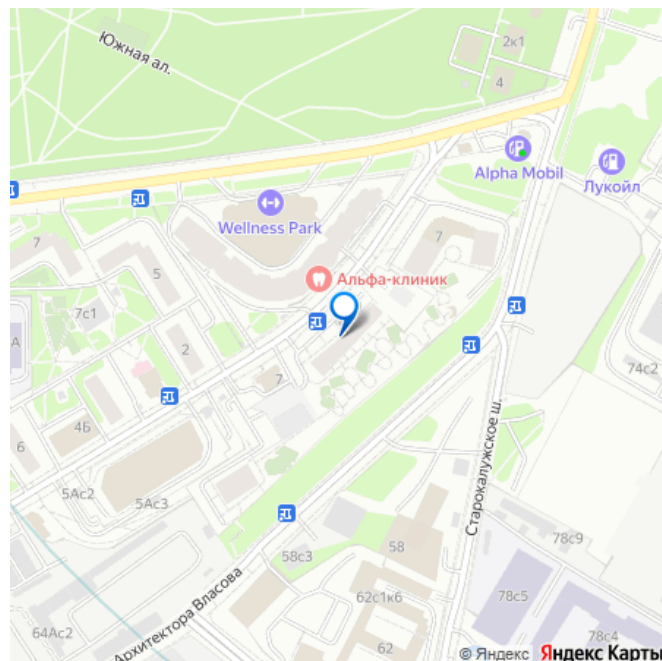 Южная ал.
2к1
4
Alpha Mobil
Лукойл
Wellness Park
7
7
5
Альфа-клиник
7с1
А
2
74с2
7
4Б
6
5Ас2
5Ас3
Старокалужское ш.
58с3
58
78с9
62с1к6
78с5
Архитектора Власова
64Ас2
62
78с4
© Яндекс Яндекс Карты